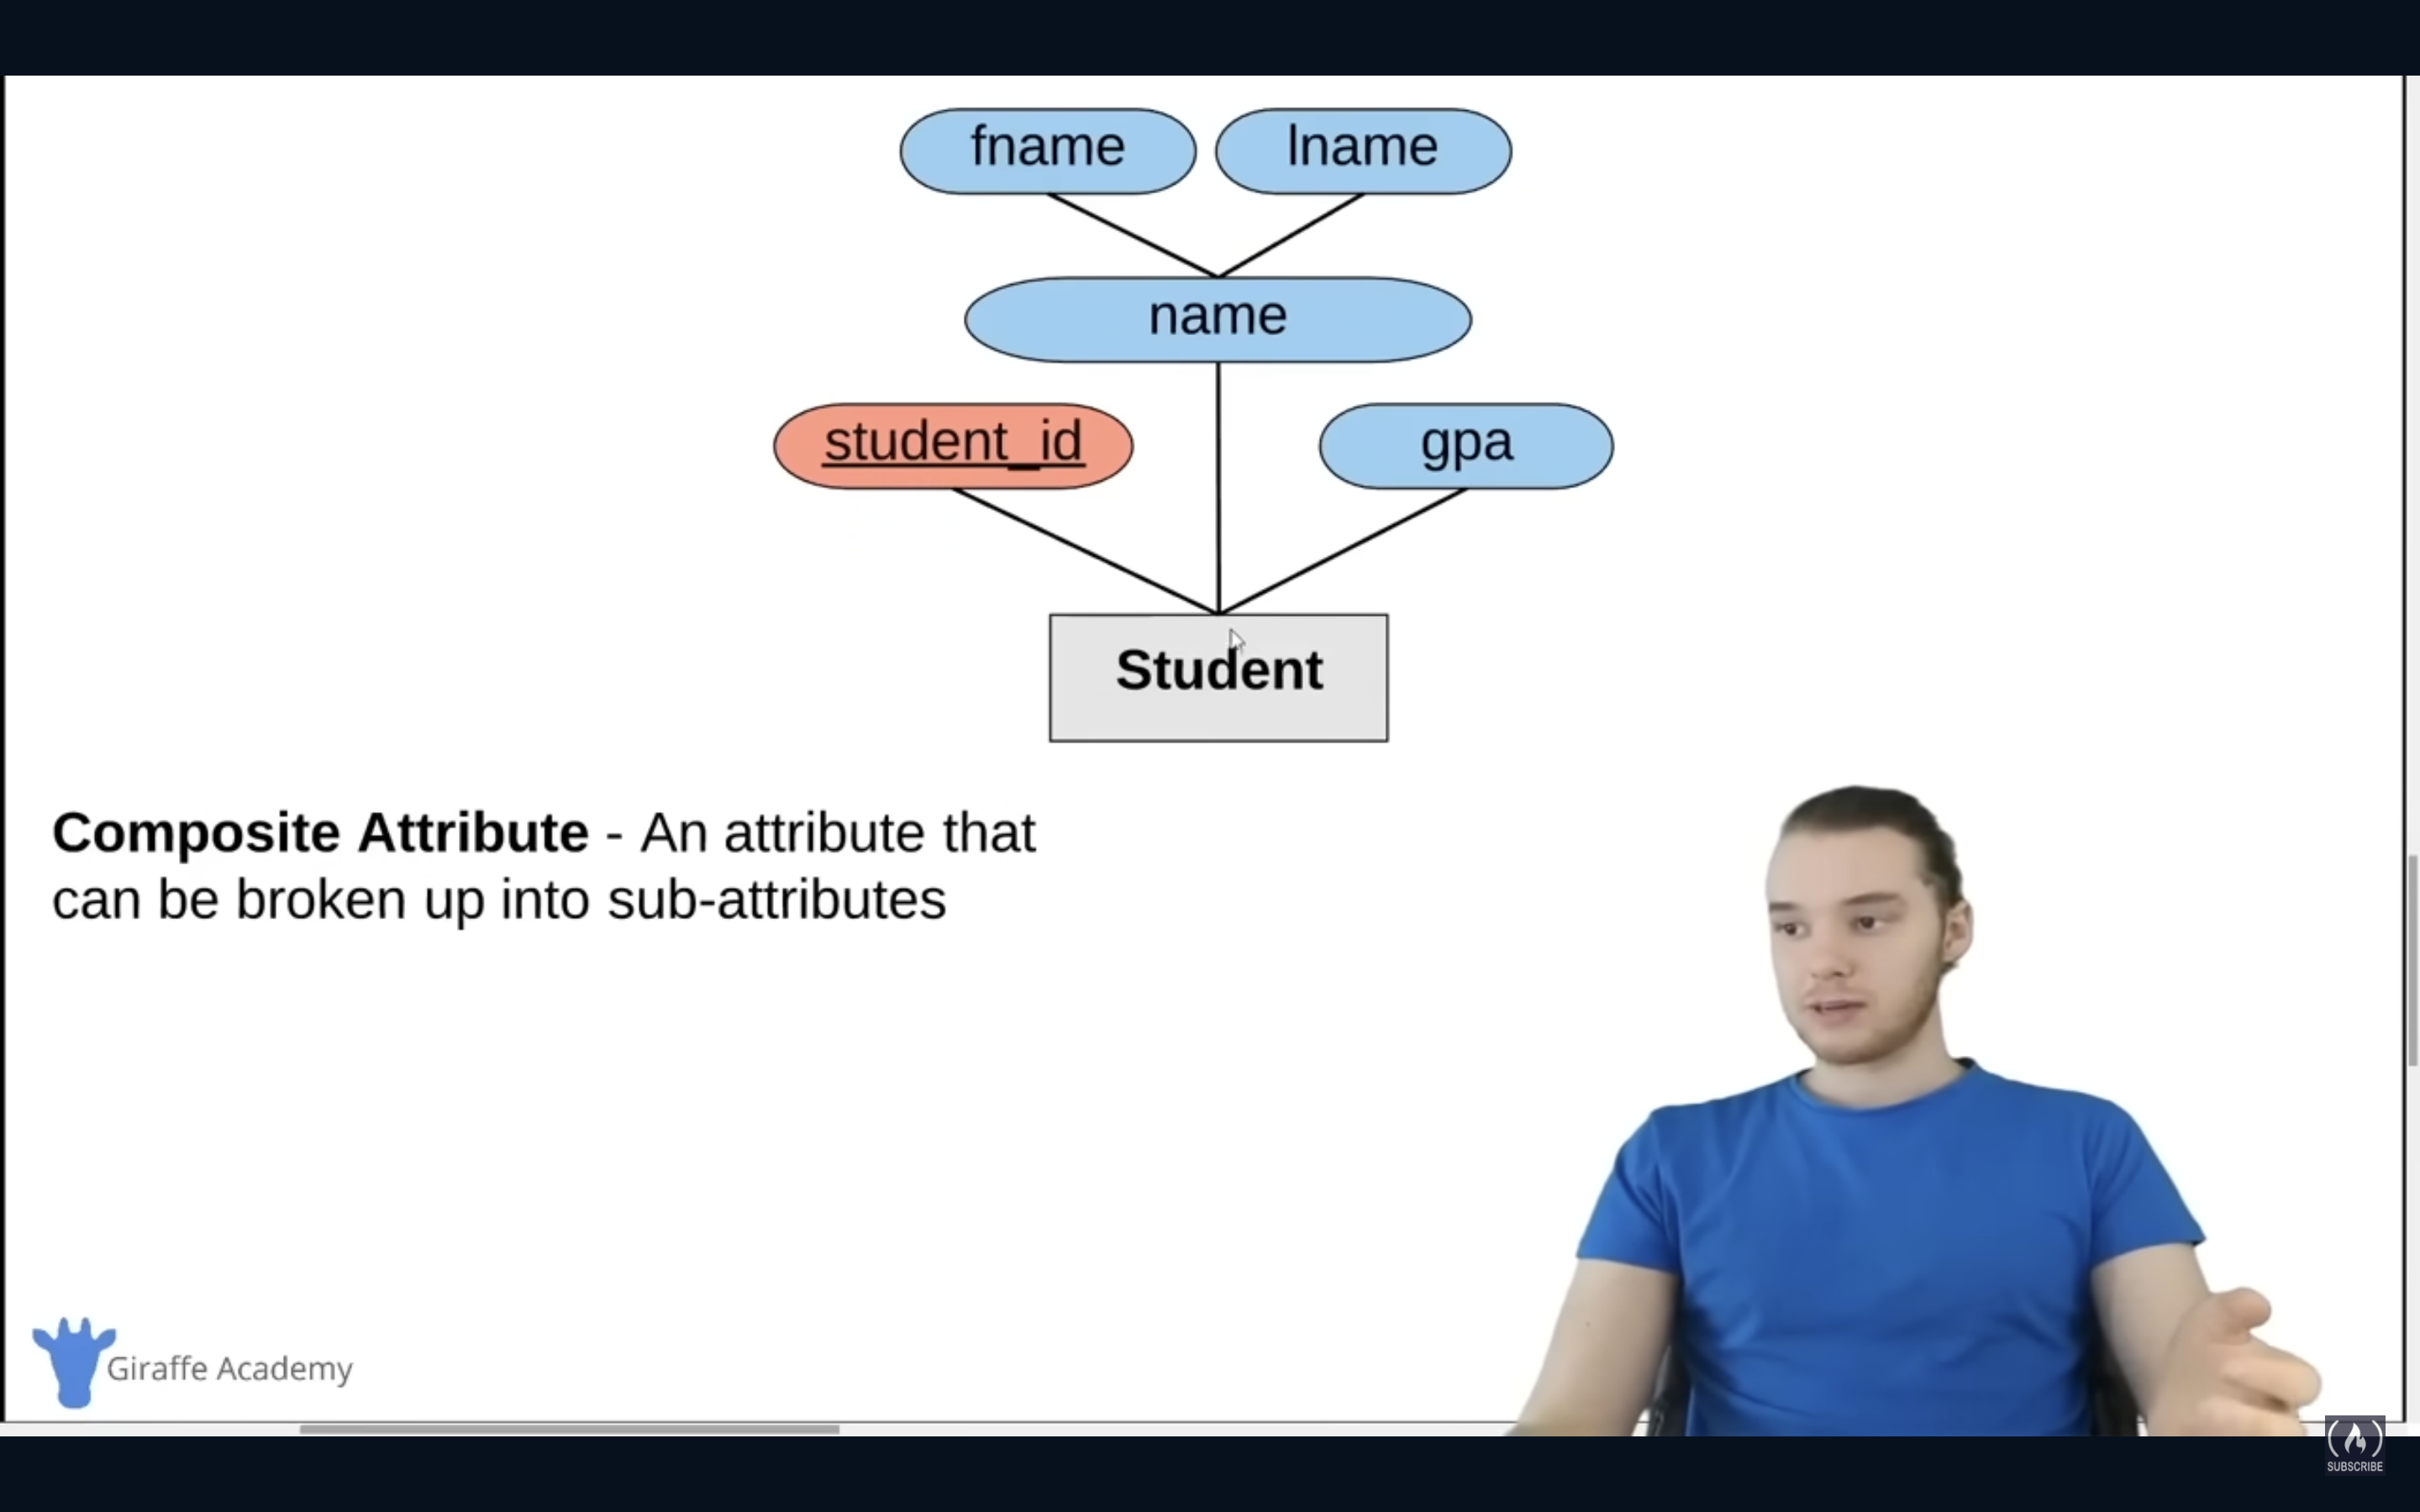 fname
lname
name
student_id
gpa
Student
Composite Attribute - An attribute that
can be broken up into sub-attributes
Giraffe Academy
SUBSCRIBE